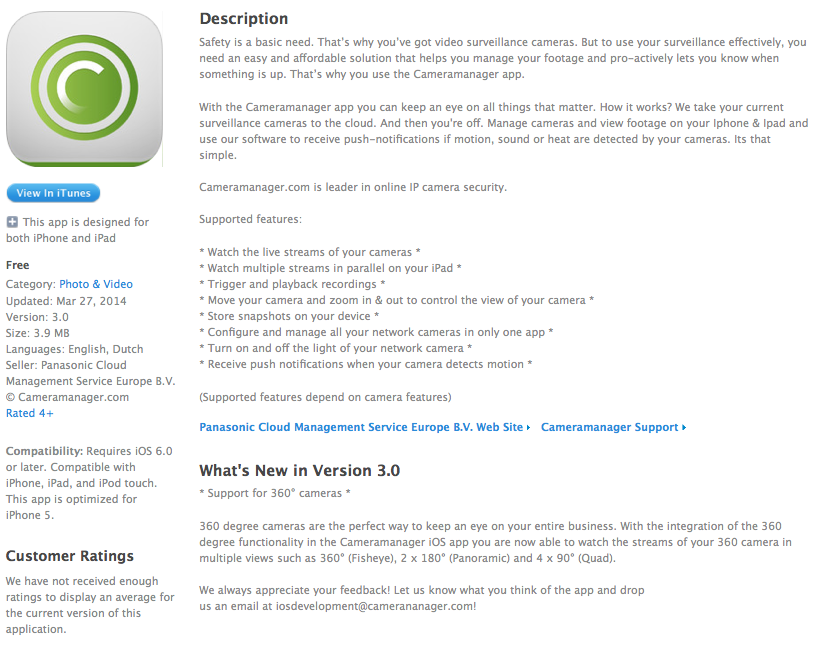 View In iTunes
This app is designed for
both iPhone and iPad
Free
Category: Photo & Video
Updated: Mar 27, 2014
Version: 3.0
Size: 3.9 MB
Languages: English, Dutch
Seller: Panasonic Cloud
Management Service Europe B.V.
© Cameramanager.com
Rated 4+
Compatibility: Requires iOS 6.0
or later. Compatible with
iPhone, iPad, and iPod touch.
This app is optimized for
iPhone 5.
Customer Ratings
We have not received enough
ratings to display an average for
the current version of this
application.
Description
Safety is a basic need. That's why you've got video surveillance cameras. But to use your surveillance effectively, you
need an easy and affordable solution that helps you manage your footage and pro-actively lets you know when
something is up. That's why you use the Cameramanager app.
With the Cameramanager app you can keep an eye on all things that matter. How it works? We take your current
surveillance cameras to the cloud. And then you're off. Manage cameras and view footage on your Iphone & Ipad and
use our software to receive push-notifications if motion, sound or heat are detected by your cameras. Its that
simple.
Cameramanager.com is leader in online IP camera security.
Supported features:
* Watch the live streams of your cameras *
* Watch multiple streams in parallel on your iPad *
* Trigger and playback recordings *
* Move your camera and zoom in & out to control the view of your camera *
* Store snapshots on your device *
* Configure and manage all your network cameras in only one app *
* Turn on and off the light of your network camera *
* Receive push notifications when your camera detects motion *
(Supported features depend on camera features)
Panasonic Cloud Management Service Europe B.V. Web Site Cameramanager Support
What's New in Version 3.0
* Support for 360° cameras *
360 degree cameras are the perfect way to keep an eye on your entire business. With the integration of the 360
degree functionality in the Cameramanager iOS app you are now able to watch the streams of your 360 camera in
multiple views such as 360° (Fisheye), 2 x 180° (Panoramic) and 4 x 90° (Quad).
We always appreciate your feedback! Let us know what you think of the app and drop
us an email at iosdevelopment@camerananager.com!